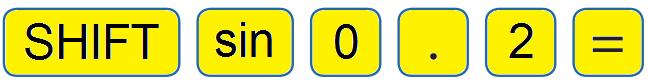 SHIFT sin 0 . 2 =